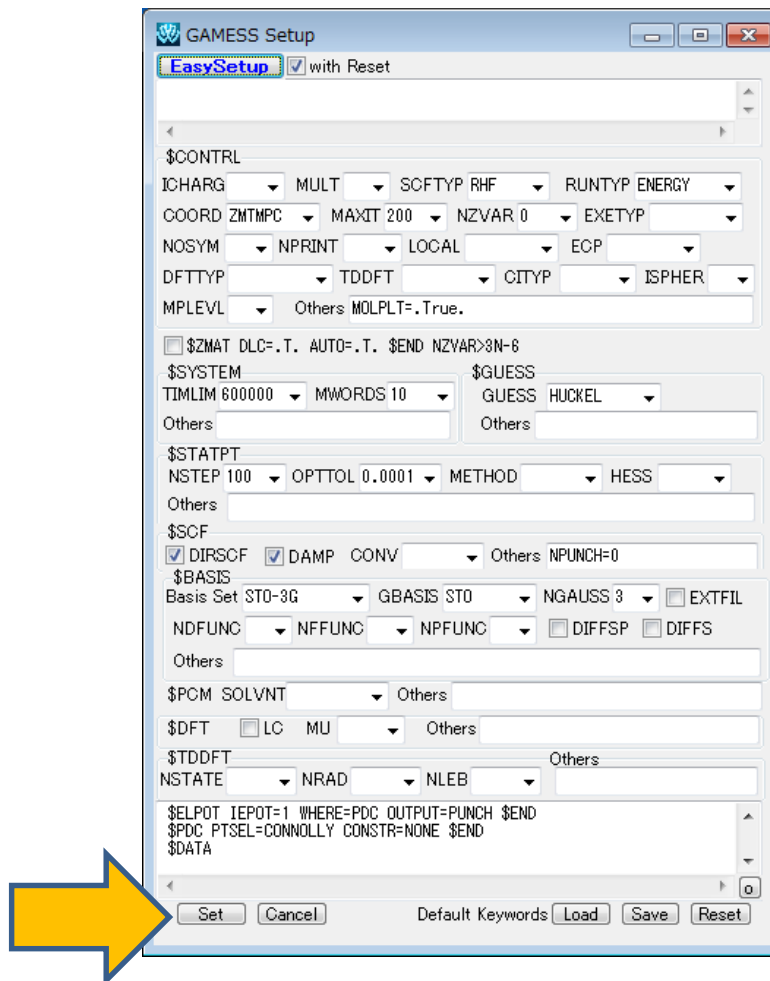 GAMESS Setup
EasySetup with Reset
$CONTRL
ICHARG MULT SCFTYP RHF RUNTYP ENERGY
COORD ZMTMPC MAXIT 200 NZVAR 0 EXETYP
NOSYM NPRINT LOCAL ECP
DFTTYP TDDFT CITYP ISPHER
MPLEVL Others MOLPLT=.True.
$ZMAT DLC=.T. AUTO=.T. $END NZVAR>3N-6
$SYSTEM $GUESS
TIMLIM 600000 MWORDS 10 GUESS HUCKEL
Others Others
$STATPT
NSTEP 100 OPTTOL 0.0001 METHOD HESS
Others
$SCF
DIRSCF DAMP CONV Others NPUNCH=0
$BASIS
Basis Set STO-3G GBASIS STO NGAUSS 3 EXTFIL
NDFUNC NFFUNC NPFUNC DIFFSP DIFFS
Others
$PCM SOLVNT Others
$DFT LC MU Others
$TDDFT Others
NSTATE NRAD NLEB
$ELPOT IEPOT=1 WHERE=PDC OUTPUT=PUNCH $END
$PDC PTSEL=CONNOLLY CONSTR=NONE $END
$DATA
o
Set Cancel Default Keywords Load Save Reset